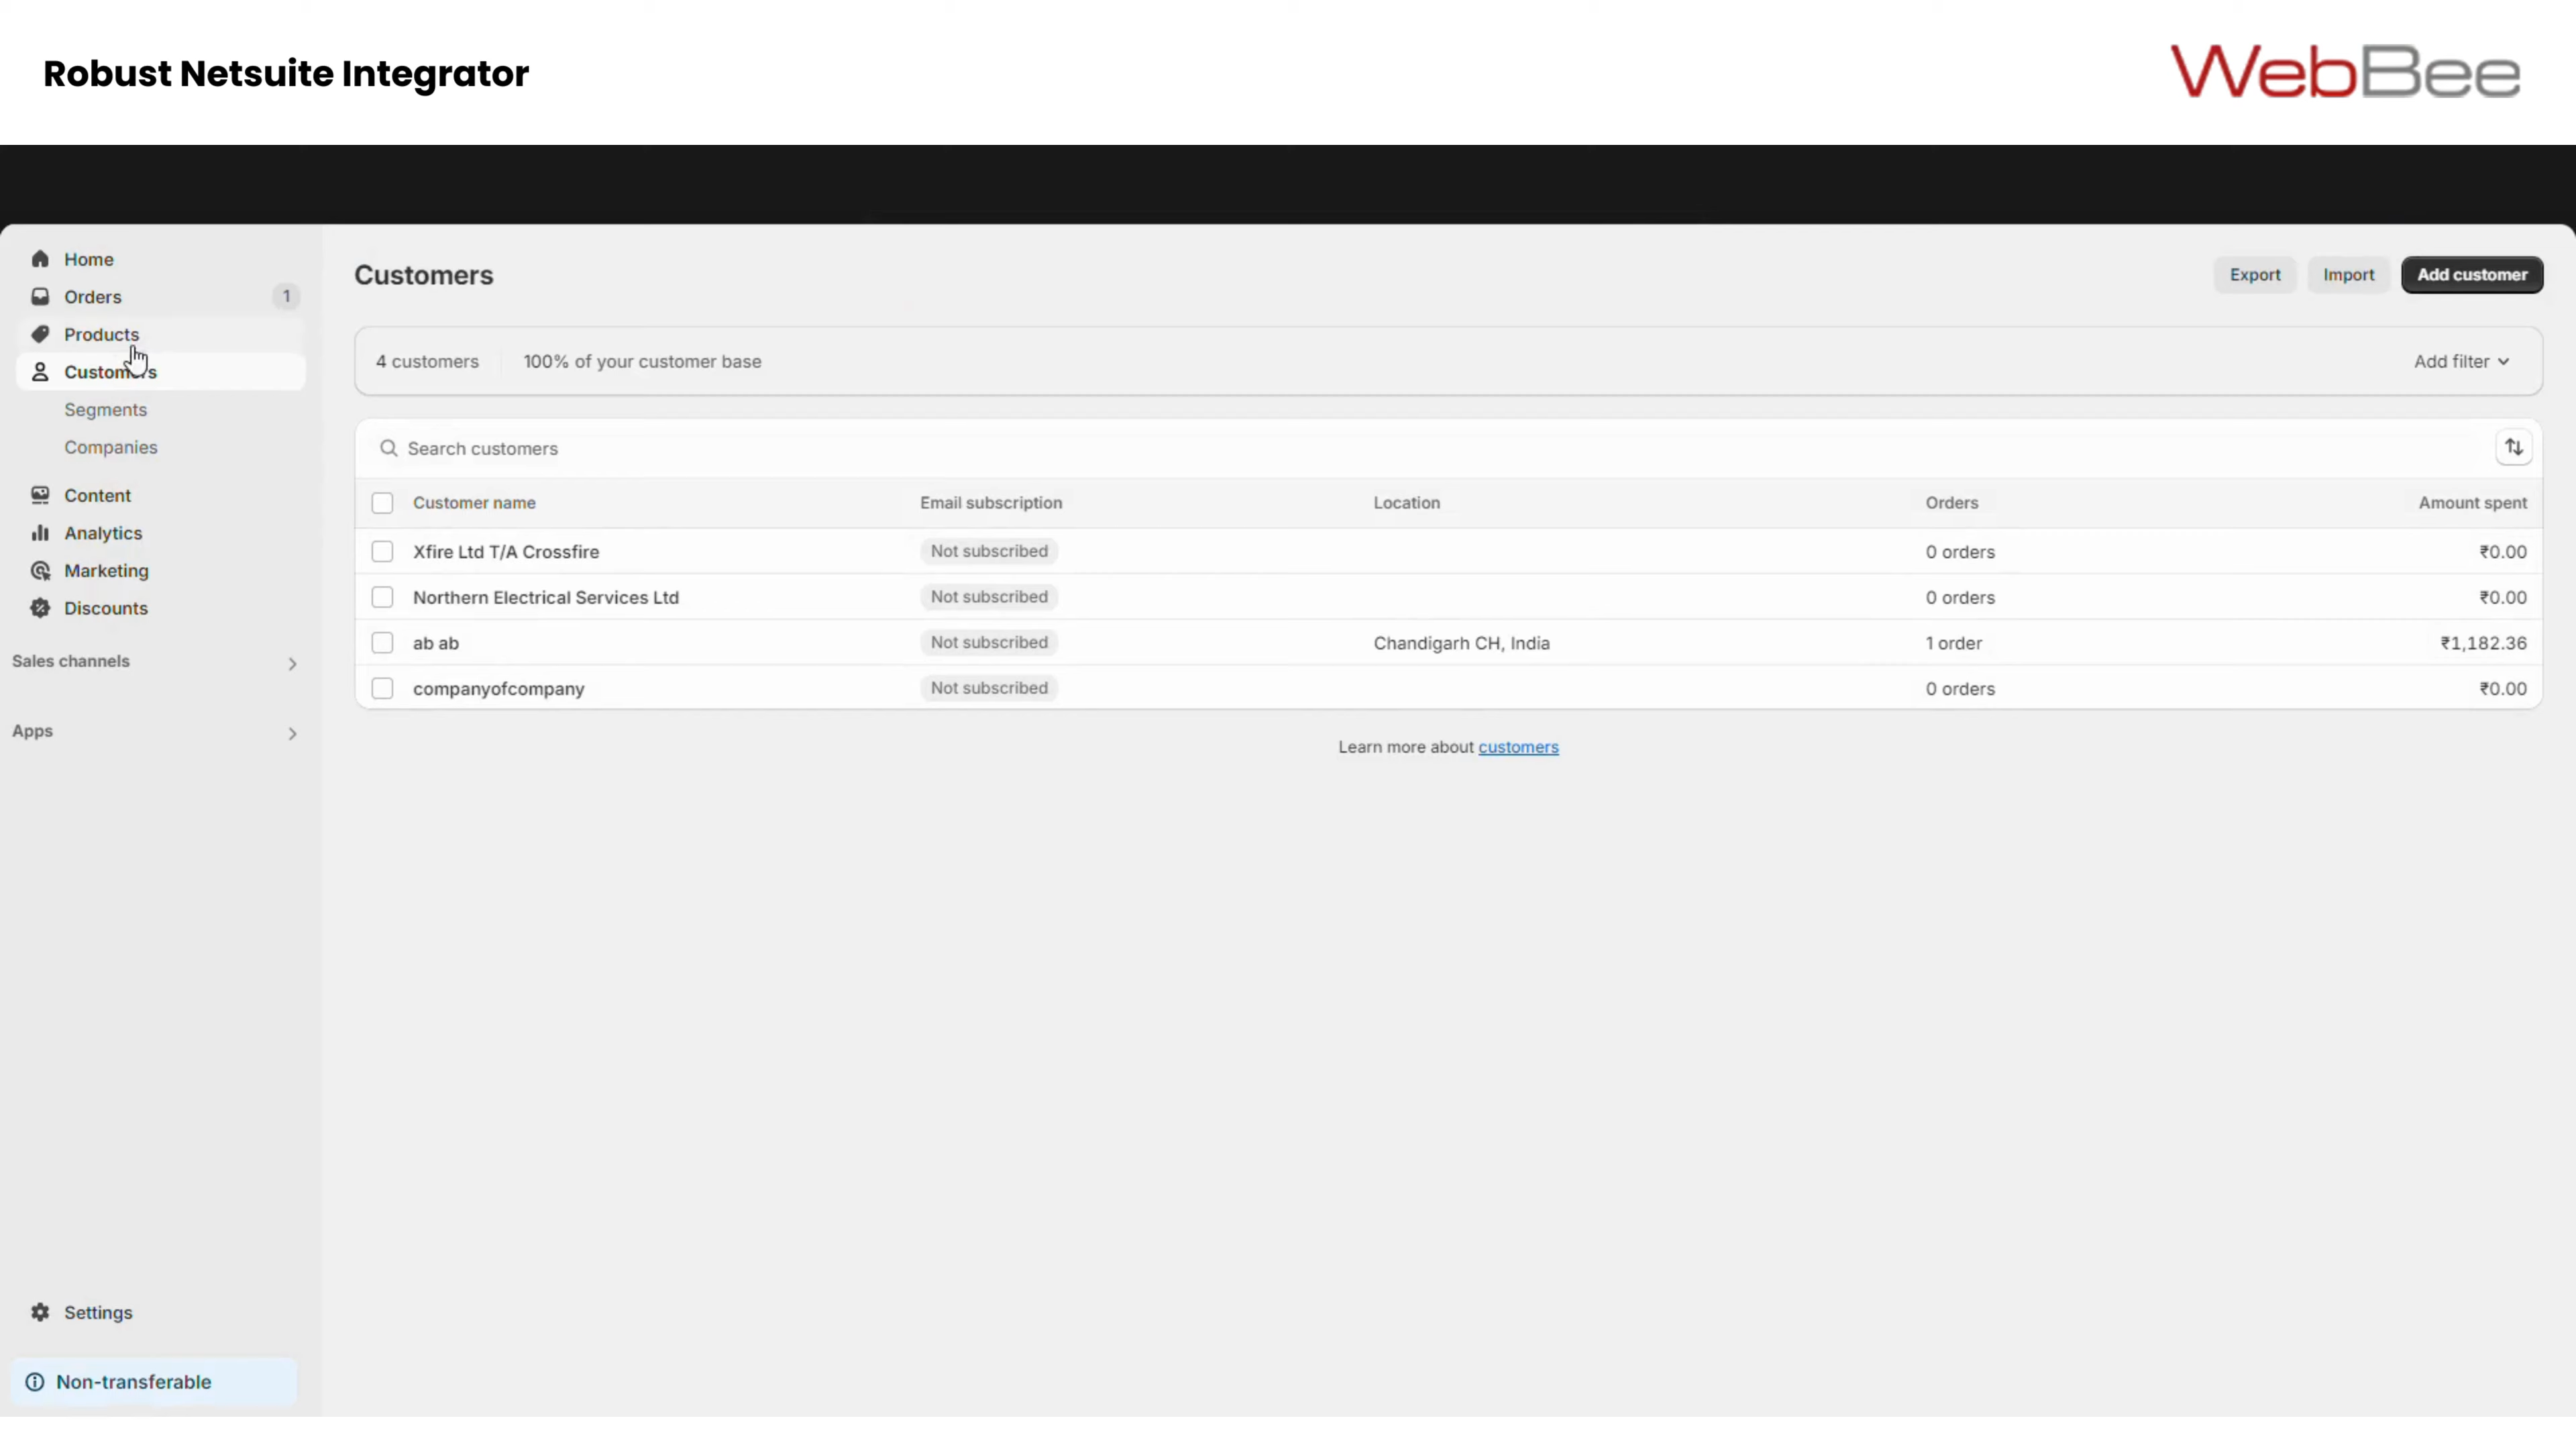 Robust Netsuite Integrator
WebBee
Home
Orders 1
Products
Customers
Segments
Companies
Content
Analytics
Marketing
Discounts
Sales channels
Apps
Settings
Non-transferable
Customers
Export Import Add customer
4 customers 100% of your customer base Add filter
Search customers
Customer name Email subscription Location Orders Amount spent
Xfire Ltd T/A Crossfire Not subscribed 0 orders ₹0.00
Northern Electrical Services Ltd Not subscribed 0 orders ₹0.00
ab ab Not subscribed Chandigarh CH, India 1 order ₹1,182.36
companyofcompany Not subscribed 0 orders ₹0.00
Learn more about customers